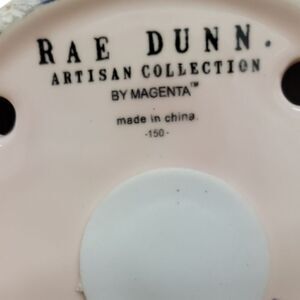 RAE DUNN.
ARTISAN COLLECTION
BY MAGENTA™
made in china.
-150-